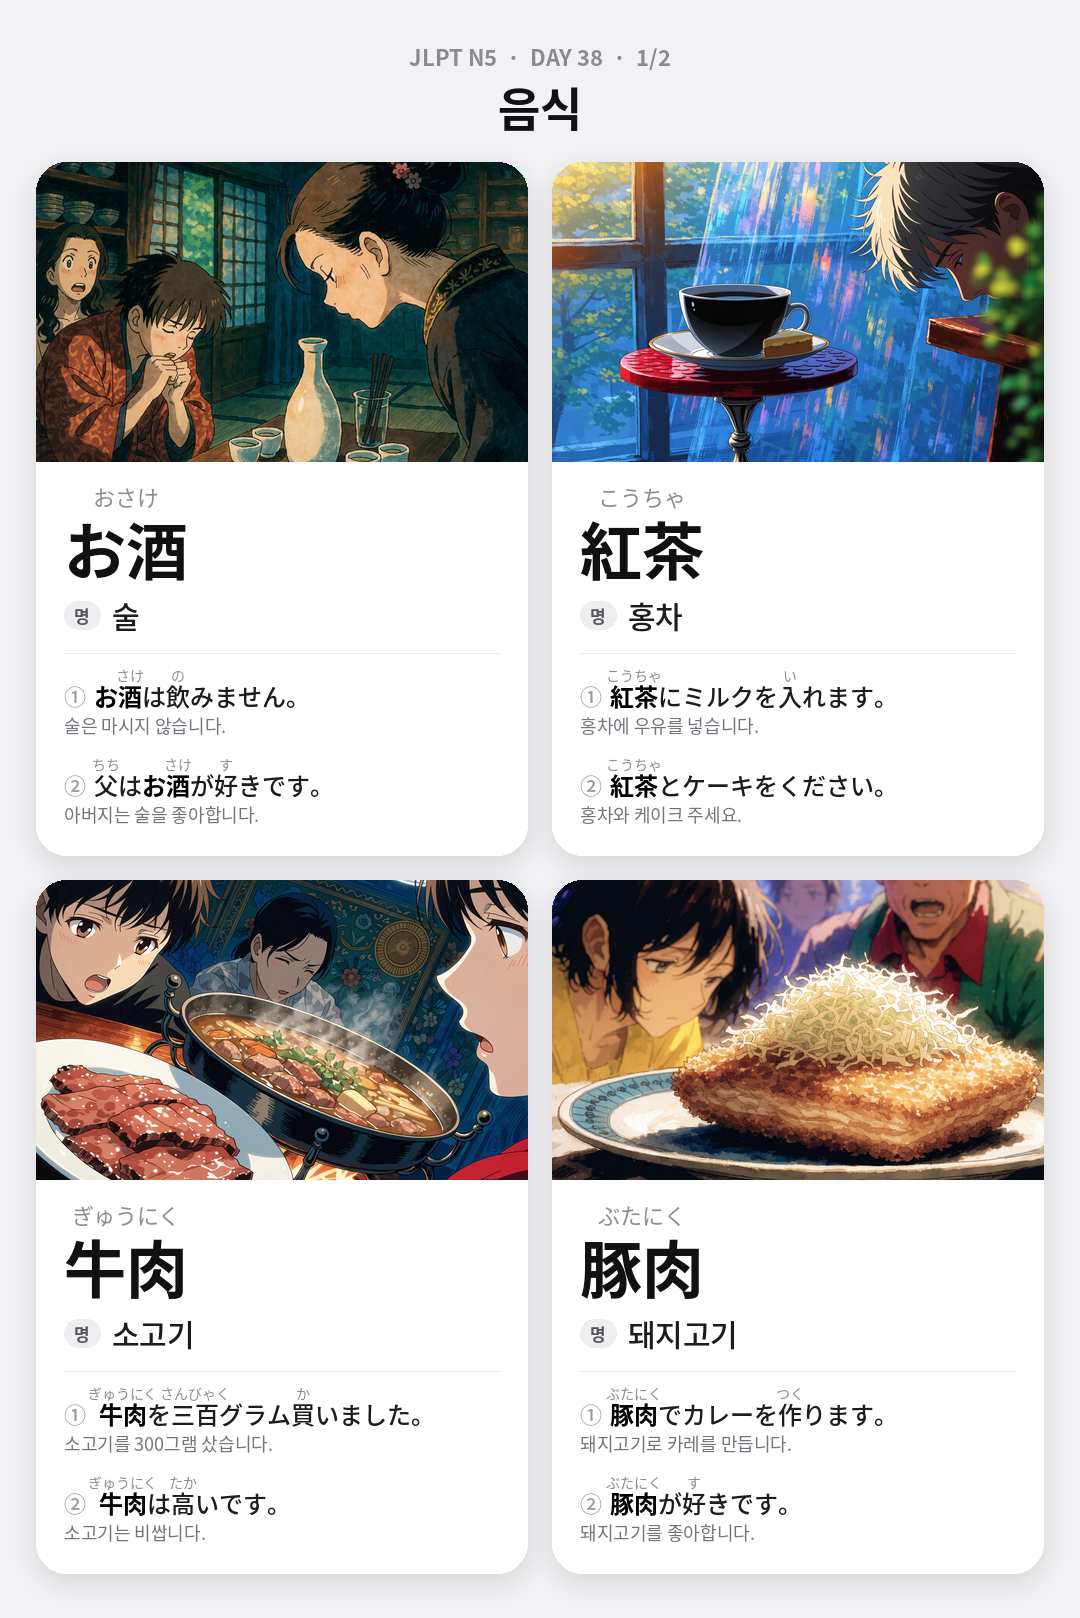 JLPT N5 · DAY 38 · 1/2
음식
おさけ
お酒
명 술
さけ の
① お酒は飲みません。
술은 마시지 않습니다.
ちち さけ す
② 父はお酒が好きです。
아버지는 술을 좋아합니다.
こうちゃ
紅茶
명 홍차
こうちゃ い
① 紅茶にミルクを入れます。
홍차에 우유를 넣습니다.
こうちゃ
② 紅茶とケーキをください。
홍차와 케이크 주세요.
ぎゅうにく
牛肉
명 소고기
ぎゅうにく さんびゃく か
① 牛肉を三百グラム買いました。
소고기를 300그램 샀습니다.
ぎゅうにく たか
② 牛肉は高いです。
소고기는 비쌉니다.
ぶたにく
豚肉
명 돼지고기
ぶたにく つく
① 豚肉でカレーを作ります。
돼지고기로 카레를 만듭니다.
ぶたにく す
② 豚肉が好きです。
돼지고기를 좋아합니다.